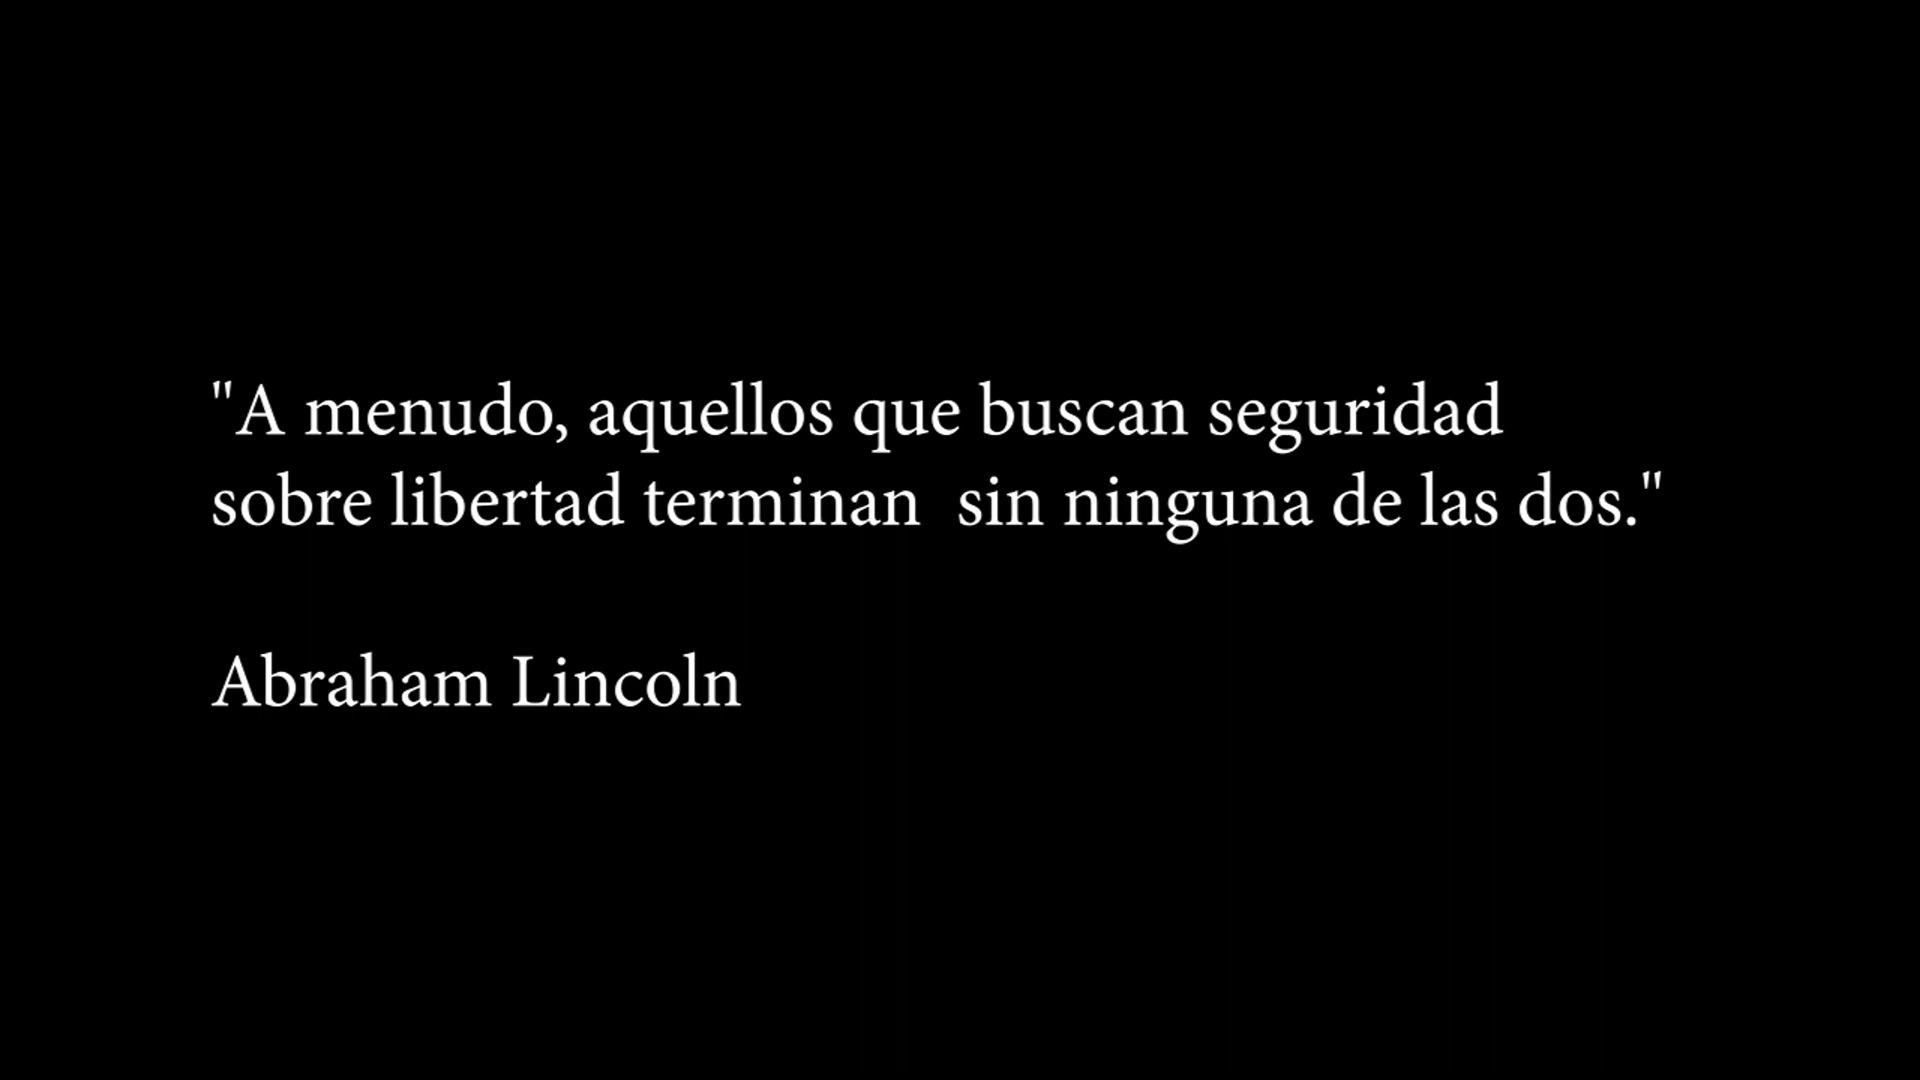 "A menudo, aquellos que buscan seguridad
sobre libertad terminan  sin ninguna de las dos."
Abraham Lincoln